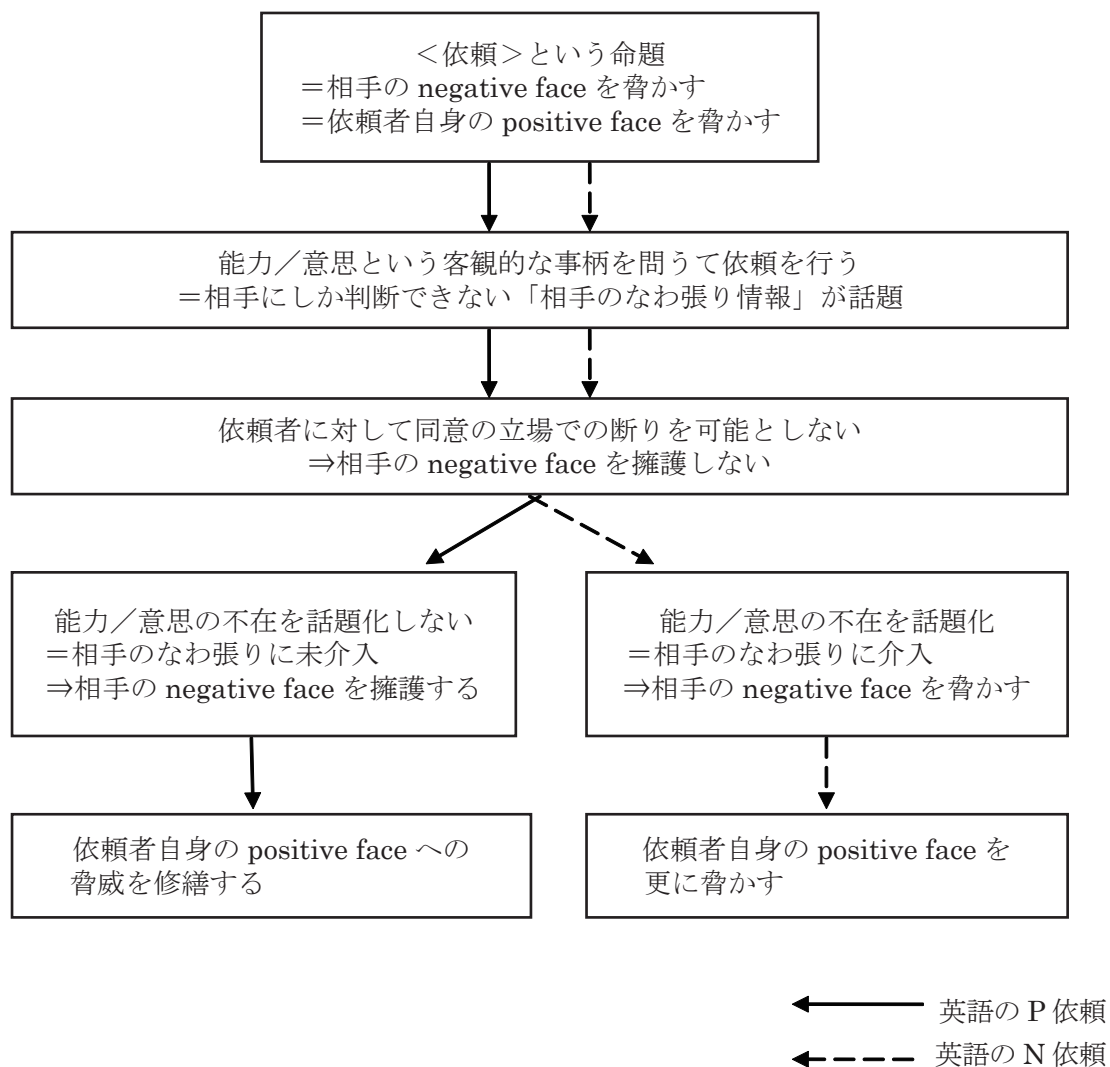 ＜依頼＞という命題
＝相手の negative face を脅かす
＝依頼者自身の positive face を脅かす
能力／意思という客観的な事柄を問うて依頼を行う
＝相手にしか判断できない「相手のなわ張り情報」が話題
依頼者に対して同意の立場での断りを可能としない
⇒相手の negative face を擁護しない
能力／意思の不在を話題化しない
＝相手のなわ張りに未介入
⇒相手の negative face を擁護する
能力／意思の不在を話題化
＝相手のなわ張りに介入
⇒相手の negative face を脅かす
依頼者自身の positive face への
脅威を修繕する
依頼者自身の positive face を
更に脅かす
英語の P 依頼
英語の N 依頼